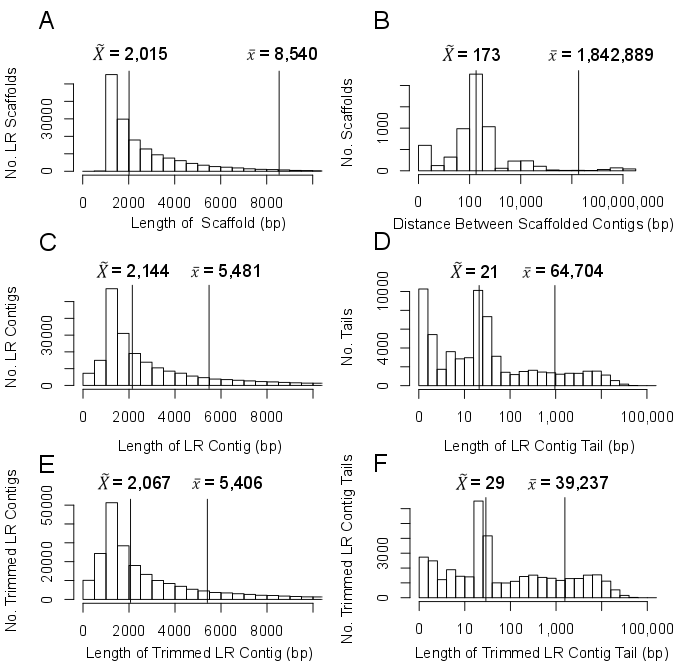 A
X̃ = 2,015
x̄ = 8,540
No. LR Scaffolds
0
30000
0
2000
4000
6000
8000
Length of Scaffold (bp)
B
X̃ = 173
x̄ = 1,842,889
No. Scaffolds
0
1000
0
100
10,000
100,000,000
Distance Between Scaffolded Contigs (bp)
C
X̃ = 2,144
x̄ = 5,481
No. LR Contigs
0
30000
0
2000
4000
6000
8000
Length of LR Contig (bp)
D
X̃ = 21
x̄ = 64,704
No. Tails
0
4000
10000
0
10
100
1,000
100,000
Length of LR Contig Tail (bp)
E
X̃ = 2,067
x̄ = 5,406
No. Trimmed LR Contigs
0
20000
50000
0
2000
4000
6000
8000
Length of Trimmed LR Contig (bp)
F
X̃ = 29
x̄ = 39,237
No. Trimmed LR Contig Tails
0
3000
0
10
100
1,000
100,000
Length of Trimmed LR Contig Tail (bp)